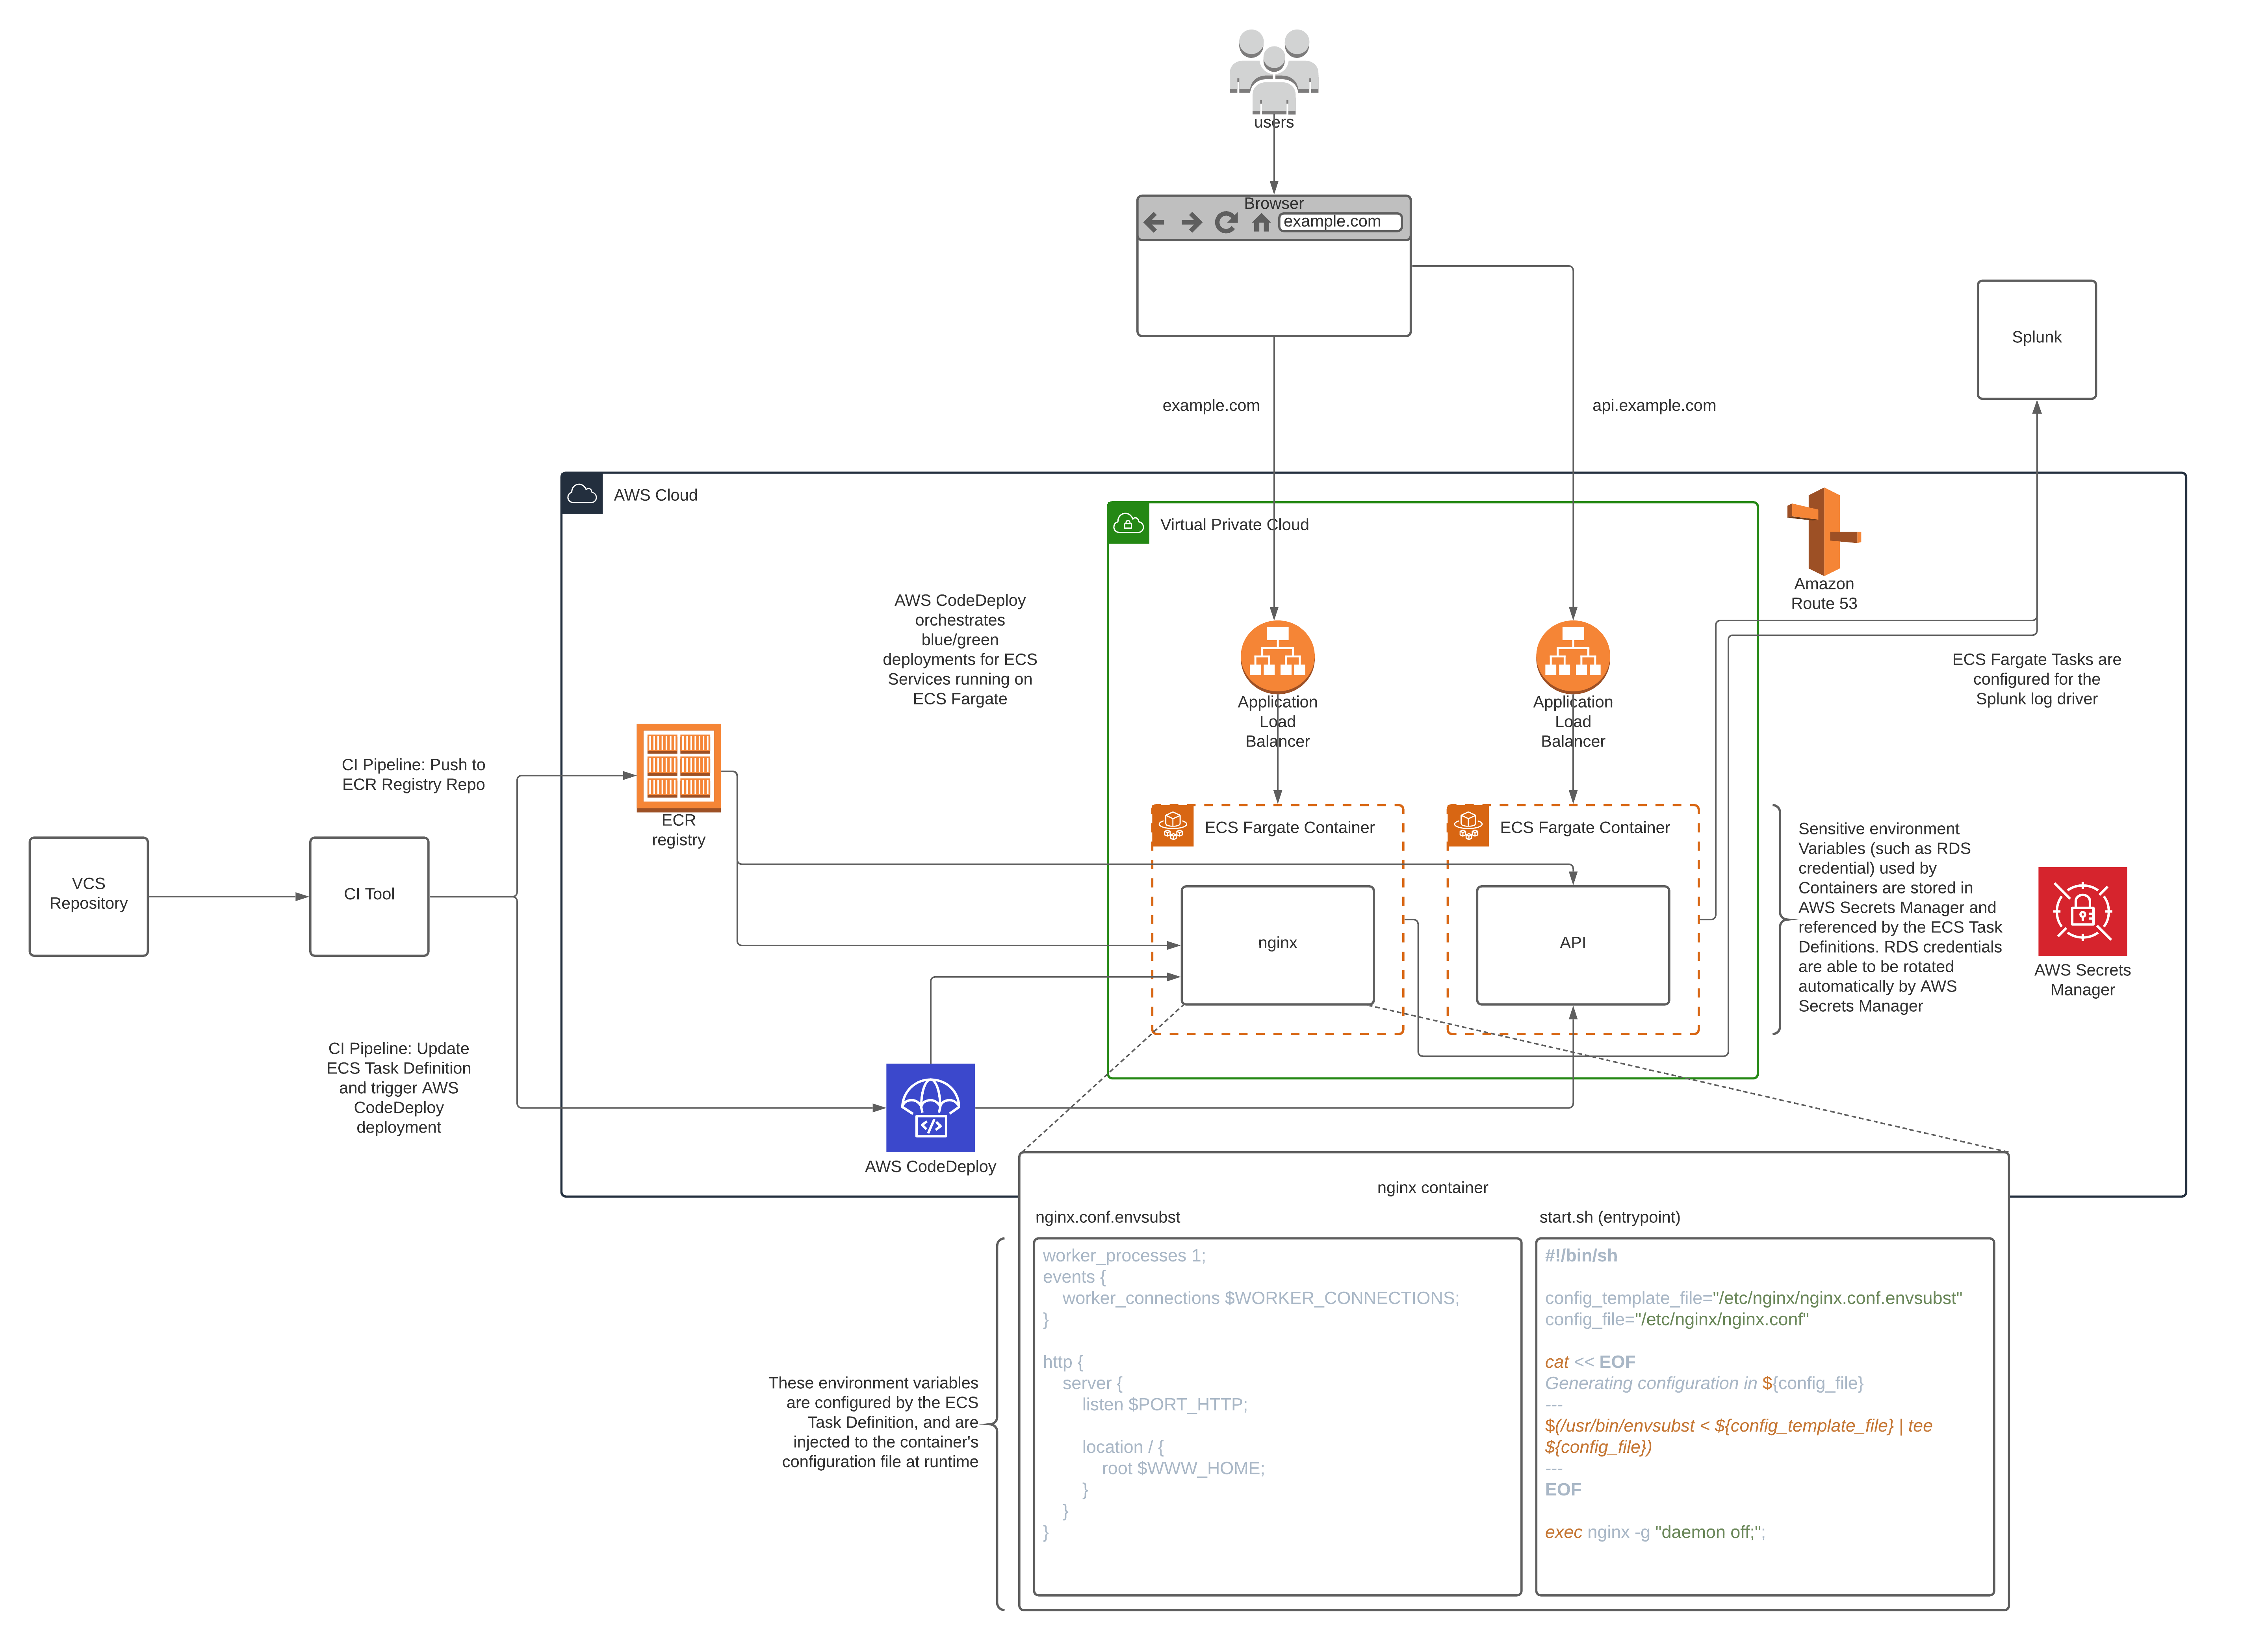 users
Browser
example.com
Splunk
example.com
api.example.com
AWS Cloud
Virtual Private Cloud
Amazon
Route 53
AWS CodeDeploy
orchestrates
blue/green
deployments for ECS
Services running on
ECS Fargate
ECS Fargate Tasks are
configured for the
Splunk log driver
Application
Load
Balancer
Application
Load
Balancer
CI Pipeline: Push to
ECR Registry Repo
ECR
registry
ECS Fargate Container
ECS Fargate Container
VCS
Repository
CI Tool
nginx
API
Sensitive environment
Variables (such as RDS
credential) used by
Containers are stored in
AWS Secrets Manager and
referenced by the ECS Task
Definitions. RDS credentials
are able to be rotated
automatically by AWS
Secrets Manager
AWS Secrets
Manager
CI Pipeline: Update
ECS Task Definition
and trigger AWS
CodeDeploy
deployment
AWS CodeDeploy
nginx container
nginx.conf.envsubst
worker_processes 1;
events {
worker_connections $WORKER_CONNECTIONS;
}
http {
server {
listen $PORT_HTTP;
location / {
root $WWW_HOME;
}
}
}
start.sh (entrypoint)
#!/bin/sh
config_template_file="/etc/nginx/nginx.conf.envsubst"
config_file="/etc/nginx/nginx.conf"
cat << EOF
Generating configuration in ${config_file}
---
$(/usr/bin/envsubst < ${config_template_file} | tee
${config_file})
---
EOF
exec nginx -g "daemon off;";
These environment variables
are configured by the ECS
Task Definition, and are
injected to the container's
configuration file at runtime